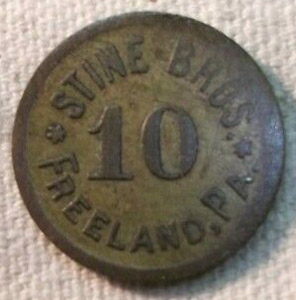 STINE BROS.
10
FREELAND, PA.